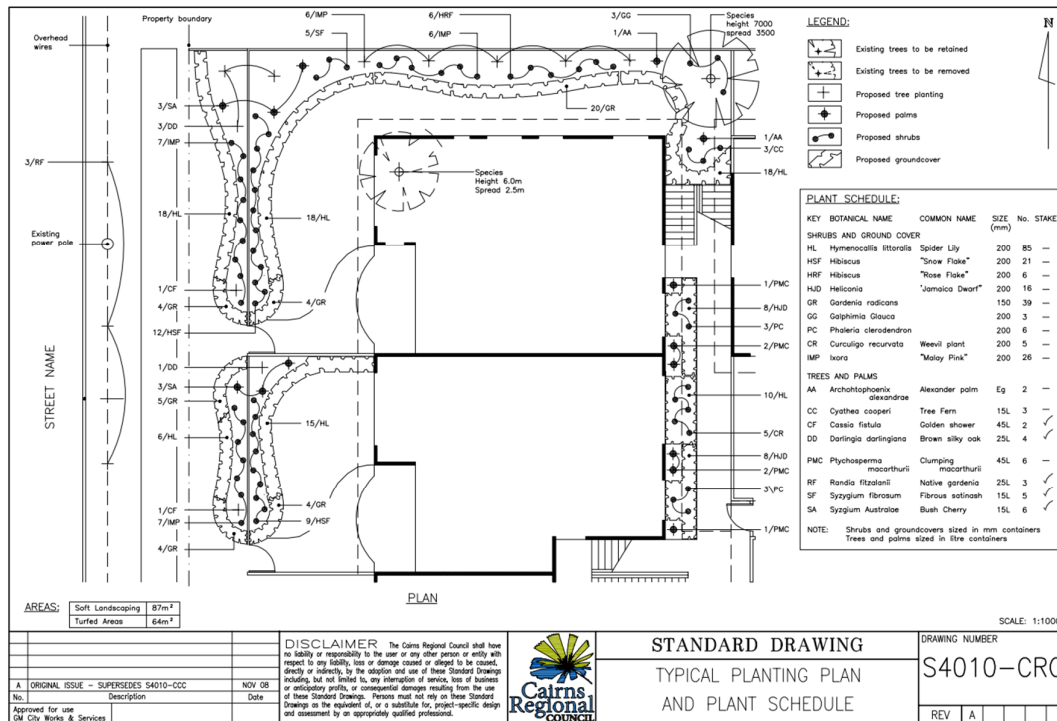 Property boundary
Overhead
wires
6/IMP
5/SF
6/HRF
6/IMP
3/GG
1/AA
Species
height 7000
spread 3500
3/SA
3/DD
7/IMP
20/GR
1/AA
3/CC
18/HL
3/RF
Species
Height 6.0m
Spread 2.5m
18/HL
18/HL
Existing
power pole
1/CF
4/GR
4/GR
12/HSF
1/PMC
8/HJD
3/PC
2/PMC
STREET NAME
1/DD
3/SA
5/GR
6/HL
15/HL
10/HL
5/CR
8/HJD
2/PMC
3\PC
1/CF
7/IMP
4/GR
4/GR
9/HSF
1/PMC
PLAN
LEGEND:
N
Existing trees to be retained
Existing trees to be removed
Proposed tree planting
Proposed palms
Proposed shrubs
Proposed groundcover
PLANT SCHEDULE:
KEY BOTANICAL NAME COMMON NAME SIZE (mm) No. STAKE
SHRUBS AND GROUND COVER
HL Hymenocallis littoralis Spider Lily 200 85 —
HSF Hibiscus "Snow Flake" 200 21 —
HRF Hibiscus "Rose Flake" 200 6 —
HJD Heliconia 'Jamaica Dwarf" 200 16 —
GR Gardenia radicans 150 39 —
GG Galphimia Glauca 200 3 —
PC Phaleria clerodendron 200 6 —
CR Curculigo recurvata Weevil plant 200 5 —
IMP Ixora "Malay Pink" 200 26 —
TREES AND PALMS
AA Archohtophoenix alexandrae Alexander palm Eg 2 —
CC Cyathea cooperi Tree Fern 15L 3 —
CF Cassia fistula Golden shower 45L 2 ✓
DD Darlingia darlingiana Brown silky oak 25L 4 ✓
PMC Ptychosperma macarthurii Clumping macarthurii 45L 6 —
RF Randia fitzalanii Native gardenia 25L 3 ✓
SF Syzygium fibrosum Fibrous satinash 15L 5 ✓
SA Syzgium Australae Bush Cherry 15L 6 ✓
NOTE: Shrubs and groundcovers sized in mm containers
Trees and palms sized in litre containers
AREAS:
Soft Landscaping 87m²
Turfed Areas 64m²
SCALE: 1:100
A ORIGINAL ISSUE – SUPERSEDES S4010–CCC NOV 08
No. Description Date
Approved for use
GM City Works & Services
DISCLAIMER The Cairns Regional Council shall have
no liability or responsibility to the user or any other person or entity with
respect to any liability, loss or damage caused or alleged to be caused,
directly or indirectly, by the adoption and use of these Standard Drawings
including, but not limited to, any interruption of service, loss of business
or anticipatory profits, or consequential damages resulting from the use
of these Standard Drawings. Persons must not rely on these Standard
Drawings as the equivalent of, or a substitute for, project–specific design
and assessment by an appropriately qualified professional.
Cairns
Regional
COUNCIL
STANDARD DRAWING
TYPICAL PLANTING PLAN
AND PLANT SCHEDULE
DRAWING NUMBER
S4010–CRC
REV A